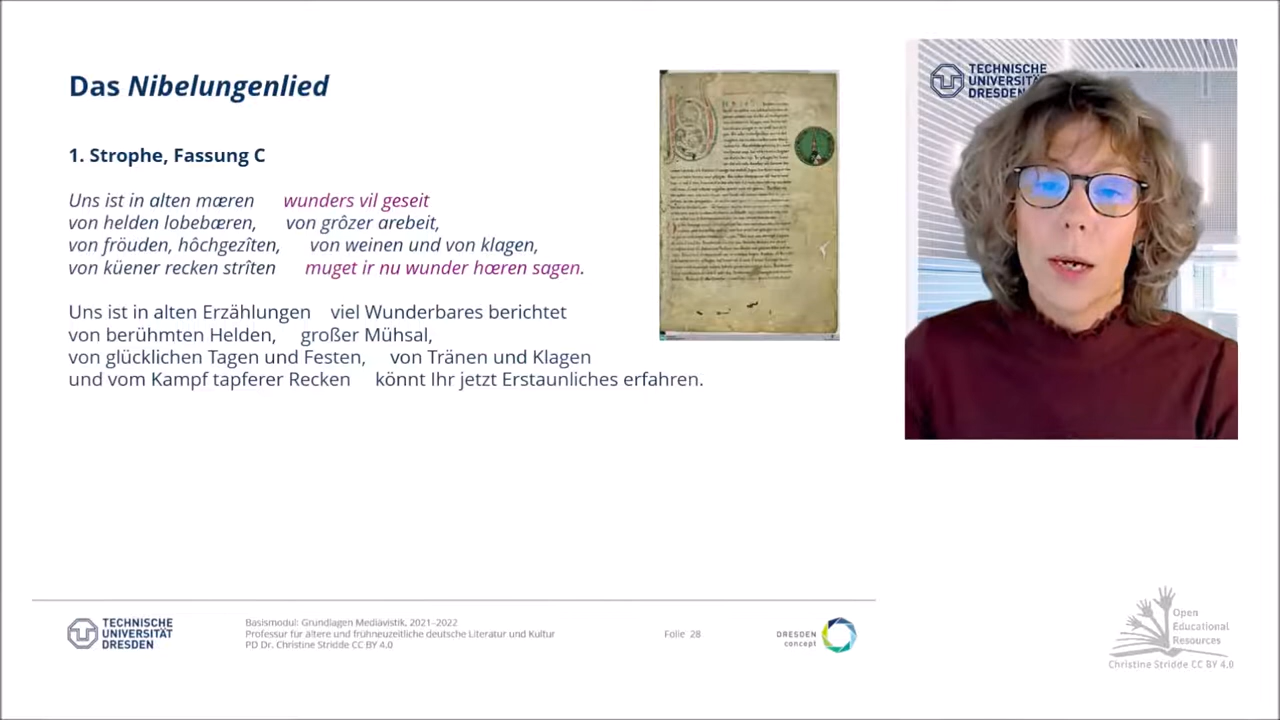 Das Nibelungenlied
1. Strophe, Fassung C
Uns ist in alten mæren wunders vil geseit
von helden lobebæren, von grôzer arebeit,
von fröuden, hôchgezîten, von weinen und von klagen,
von küener recken strîten muget ir nu wunder hœren sagen.
Uns ist in alten Erzählungen viel Wunderbares berichtet
von berühmten Helden, großer Mühsal,
von glücklichen Tagen und Festen, von Tränen und Klagen
und vom Kampf tapferer Recken könnt Ihr jetzt Erstaunliches erfahren.
TECHNISCHE
UNIVERSITÄT
DRESDEN
TECHNISCHE
UNIVERSITÄT
DRESDEN
Basismodul: Grundlagen Mediävistik, 2021–2022
Professur für ältere und frühneuzeitliche deutsche Literatur und Kultur
PD Dr. Christine Stridde CC BY 4.0
Folie 28
DRESDEN
concept
Open
Educational
Resources
Christine Stridde CC BY 4.0